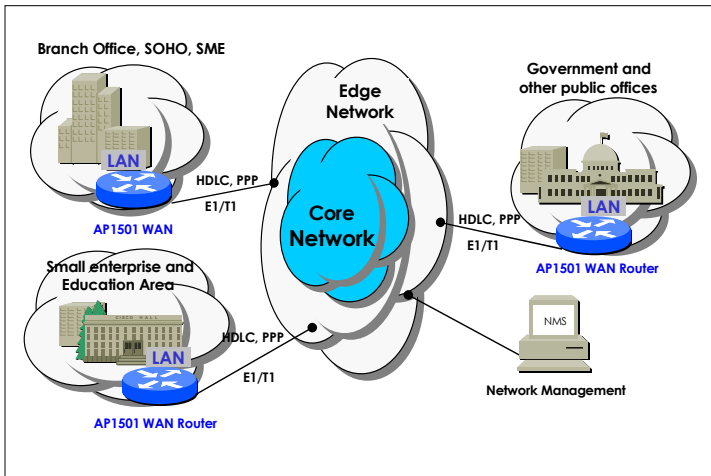 Branch Office, SOHO, SME
LAN
AP1501 WAN
HDLC, PPP
E1/T1
Edge
Network
Core
Network
Government and
other public offices
LAN
AP1501 WAN Router
HDLC, PPP
E1/T1
Small enterprise and
Education Area
CISCO HALL
LAN
AP1501 WAN Router
HDLC, PPP
E1/T1
NMS
Network Management